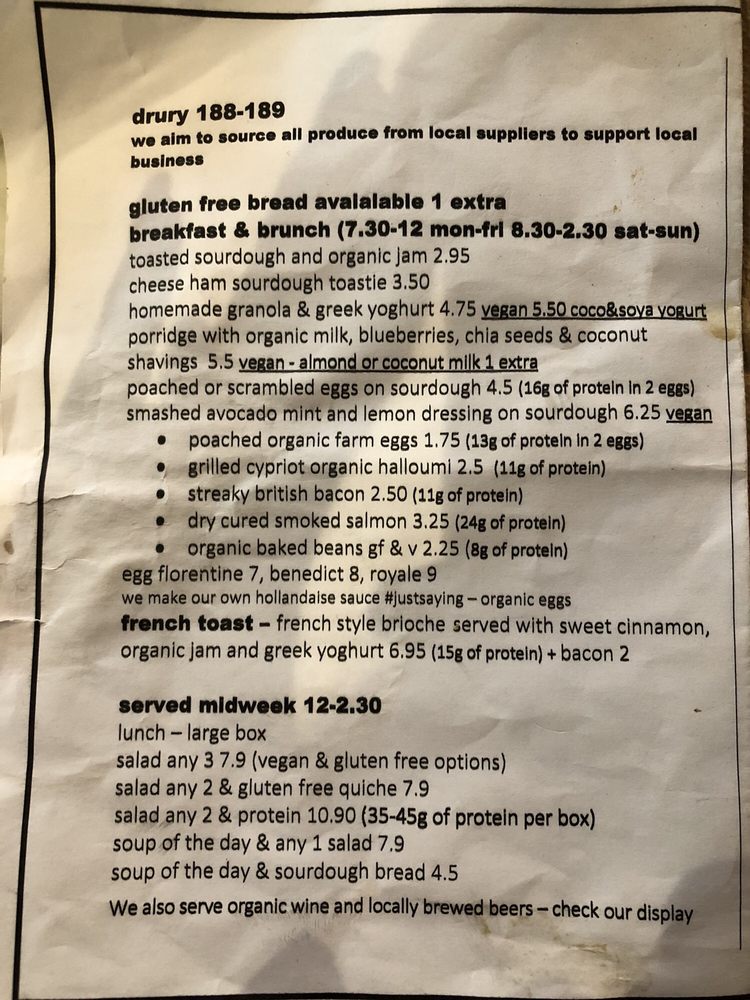 drury 188-189
we aim to source all produce from local suppliers to support local
business
gluten free bread avalalable 1 extra
breakfast & brunch (7.30-12 mon-fri 8.30-2.30 sat-sun)
toasted sourdough and organic jam 2.95
cheese ham sourdough toastie 3.50
homemade granola & greek yoghurt 4.75 vegan 5.50 coco&soya yogurt
porridge with organic milk, blueberries, chia seeds & coconut
shavings 5.5 vegan - almond or coconut milk 1 extra
poached or scrambled eggs on sourdough 4.5 (16g of protein in 2 eggs)
smashed avocado mint and lemon dressing on sourdough 6.25 vegan
• poached organic farm eggs 1.75 (13g of protein in 2 eggs)
• grilled cypriot organic halloumi 2.5 (11g of protein)
• streaky british bacon 2.50 (11g of protein)
• dry cured smoked salmon 3.25 (24g of protein)
• organic baked beans gf & v 2.25 (8g of protein)
egg florentine 7, benedict 8, royale 9
we make our own hollandaise sauce #justsaying – organic eggs
french toast – french style brioche served with sweet cinnamon,
organic jam and greek yoghurt 6.95 (15g of protein) + bacon 2
served midweek 12-2.30
lunch – large box
salad any 3 7.9 (vegan & gluten free options)
salad any 2 & gluten free quiche 7.9
salad any 2 & protein 10.90 (35-45g of protein per box)
soup of the day & any 1 salad 7.9
soup of the day & sourdough bread 4.5
We also serve organic wine and locally brewed beers – check our display